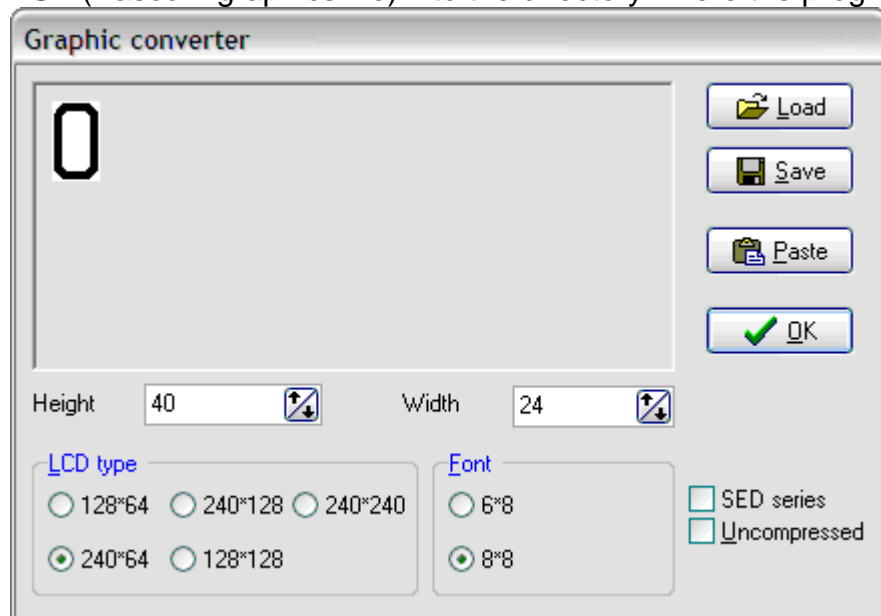 Graphic converter
0
Load
Save
Paste
OK
Height 40 Width 24
LCD type
128*64 240*128 240*240
240*64 128*128
Font
6*8
8*8
SED series
Uncompressed